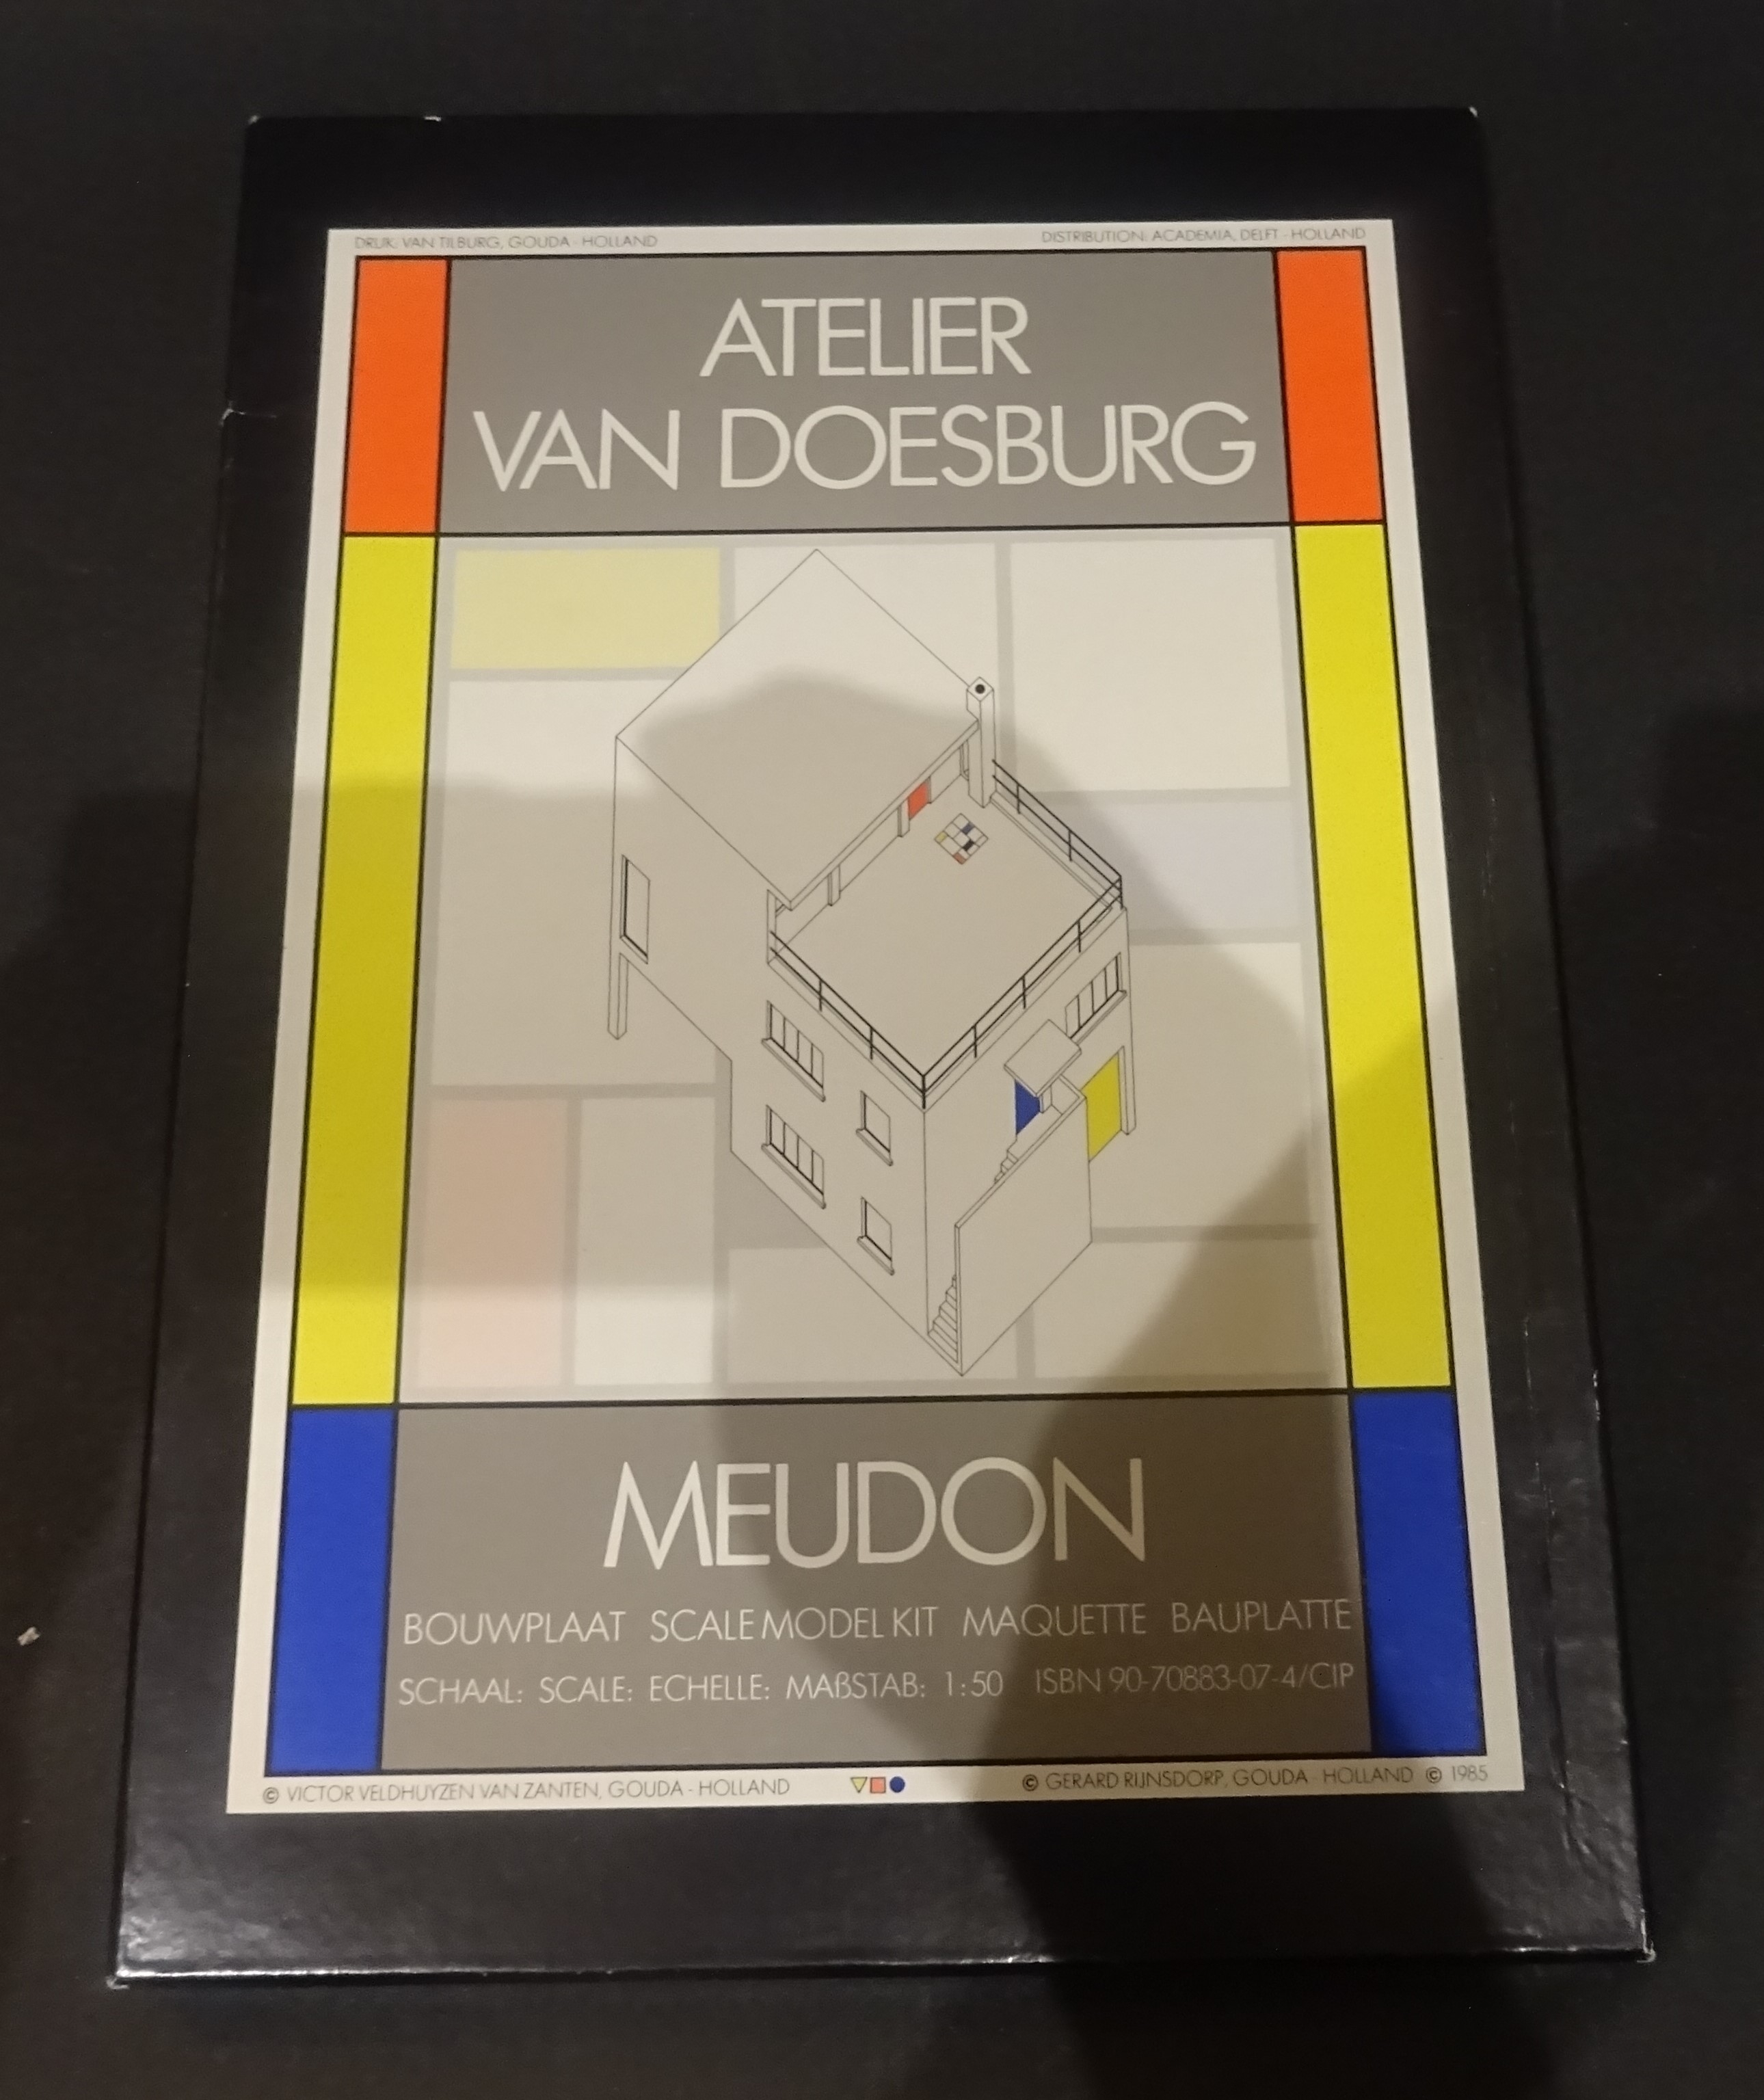 DRUK: VAN TILBURG, GOUDA - HOLLAND
DISTRIBUTION: ACADEMIA, DELFT - HOLLAND
ATELIER
VAN DOESBURG
MEUDON
BOUWPLAAT SCALE MODEL KIT MAQUETTE BAUPLATTE
SCHAAL: SCALE: ECHELLE: MAßSTAB: 1:50 ISBN 90-70883-07-4/CIP
© VICTOR VELDHUYZEN VAN ZANTEN, GOUDA - HOLLAND
© GERARD RIJNSDORP, GOUDA - HOLLAND © 1985